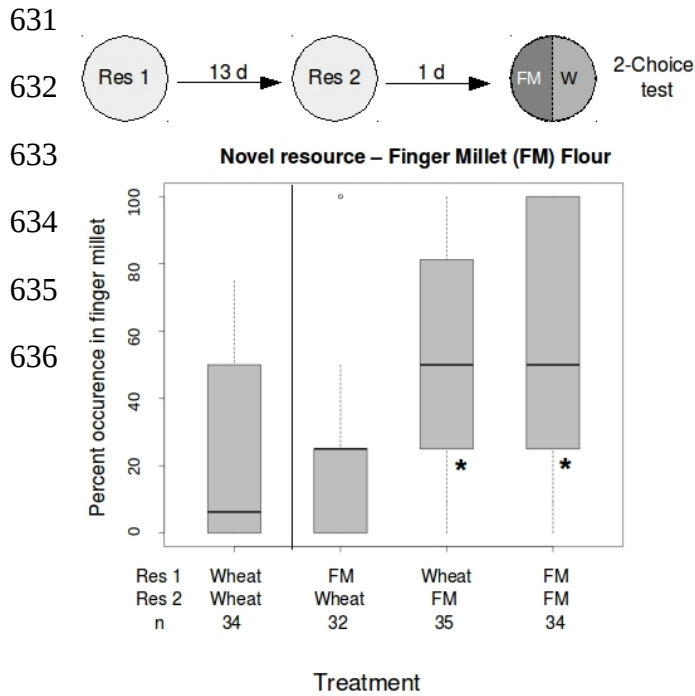 631
Res 1 13 d Res 2 1 d FM W 2-Choice test
632
633
Novel resource – Finger Millet (FM) Flour
634
635
636
Percent occurence in finger millet
100
80
60
40
20
0
* *
Res 1 Wheat FM Wheat FM
Res 2 Wheat Wheat FM FM
n 34 32 35 34
Treatment